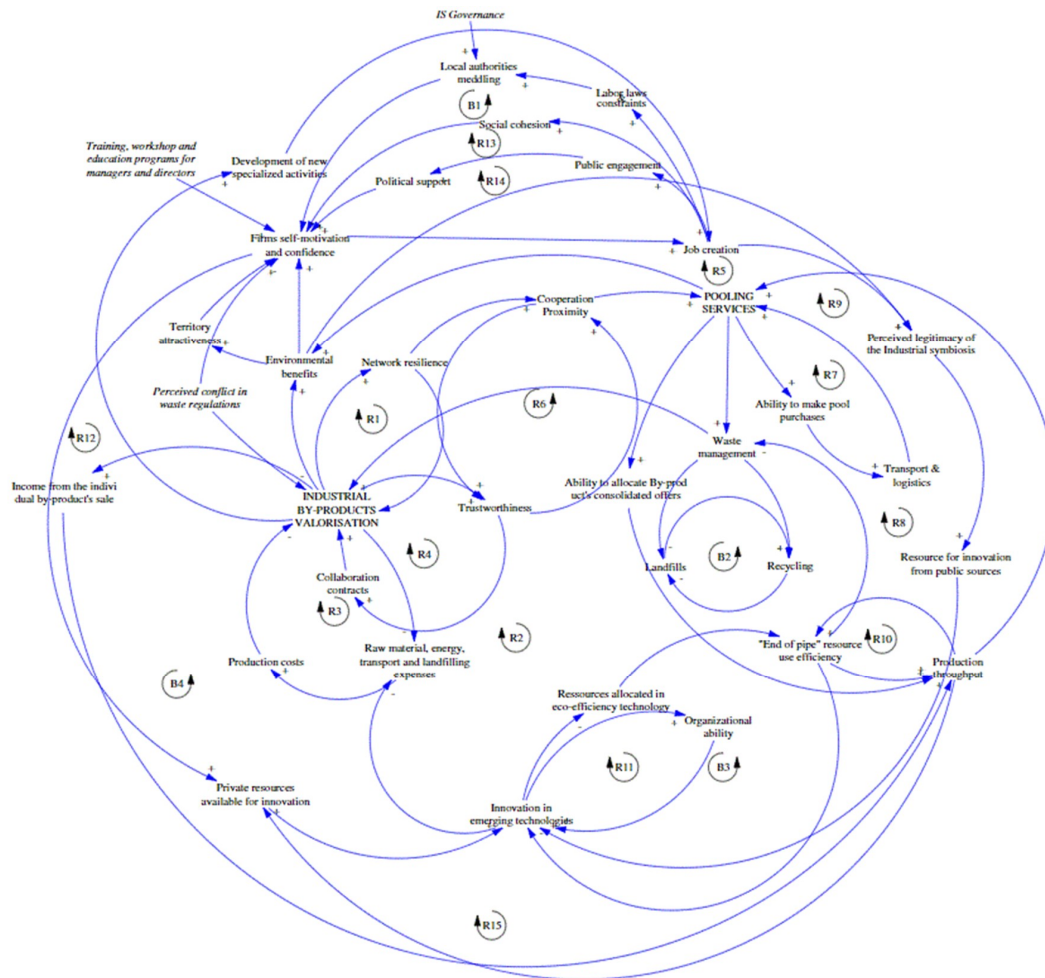 IS Governance
Local authorities
meddling
Labor laws
&
constraints
B1
Social cohesion
R13
Training, workshop and
education programs for
managers and directors
Development of new
specialized activities
Public engagement
Political support
R14
Firms self-motivation
and confidence
Job creation
R5
Cooperation
Proximity
POOLING
SERVICES
R9
Territory
attractiveness
Perceived legitimacy of
the Industrial symbiosis
Environmental
benefits
Network resilience
R7
Perceived conflict in
waste regulations
R6
Ability to make pool
purchases
R1
R12
Waste
management
Income from the indivi
dual by-product's sale
Transport &
logistics
INDUSTRIAL
BY-PRODUCTS
VALORISATION
Trustworthiness
Ability to allocate By-prod
uct's consolidated offers
R8
R4
B2
Landfills
Recycling
Resource for innovation
from public sources
Collaboration
contracts
R3
R2
R10
Raw material, energy,
transport and landfilling
expenses
"End of pipe" resource
use efficiency
Production
throughput
Production costs
B4
Ressources allocated in
eco-efficiency technology
Organizational
ability
R11
B3
Private resources
available for innovation
Innovation in
emerging technologies
R15